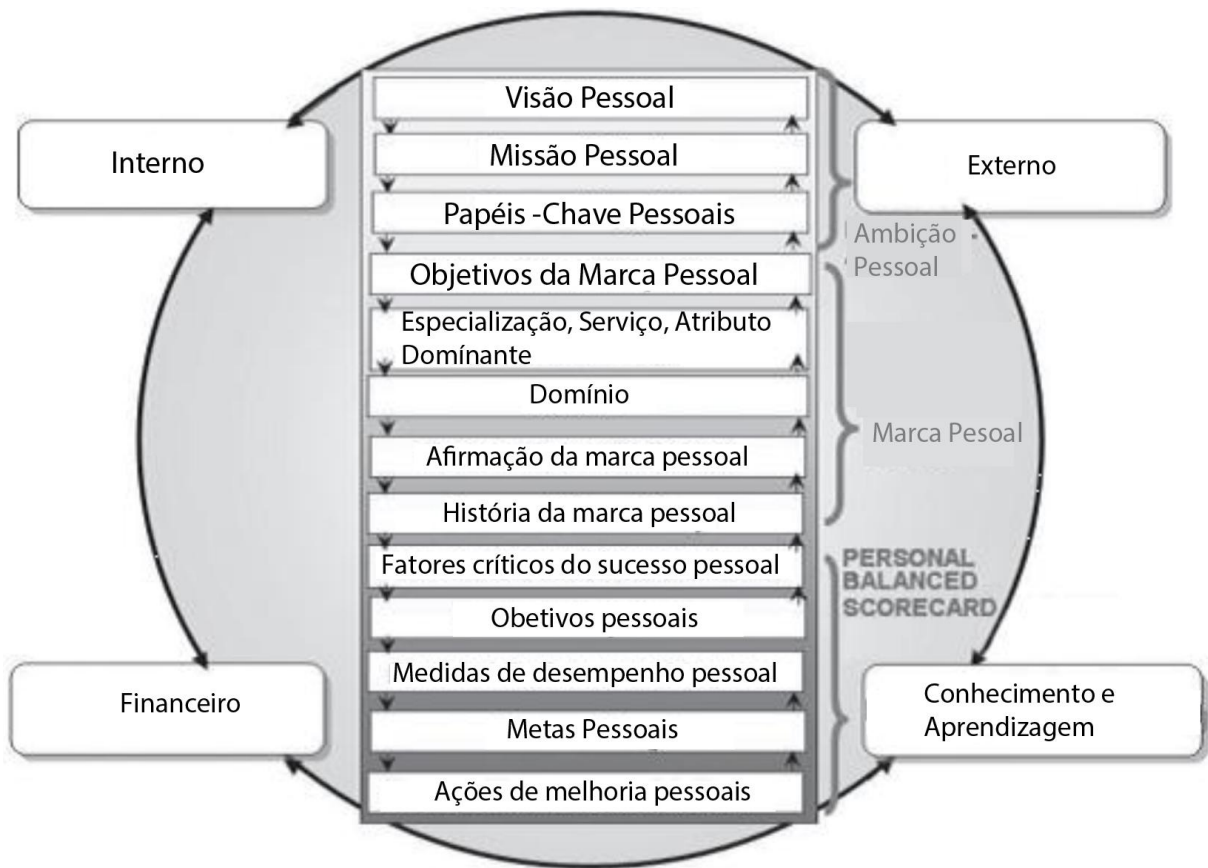 Visão Pessoal
Interno
Missão Pessoal
Externo
Papéis -Chave Pessoais
Ambição
Pessoal
Objetivos da Marca Pessoal
Especialização, Serviço, Atributo
Domínante
Domínio
Marca Pesoal
Afirmação da marca pessoal
História da marca pessoal
Fatores críticos do sucesso pessoal
PERSONAL
BALANCED
SCORECARD
Obetivos pessoais
Medidas de desempenho pessoal
Financeiro
Conhecimento e
Aprendizagem
Metas Pessoais
Ações de melhoria pessoais